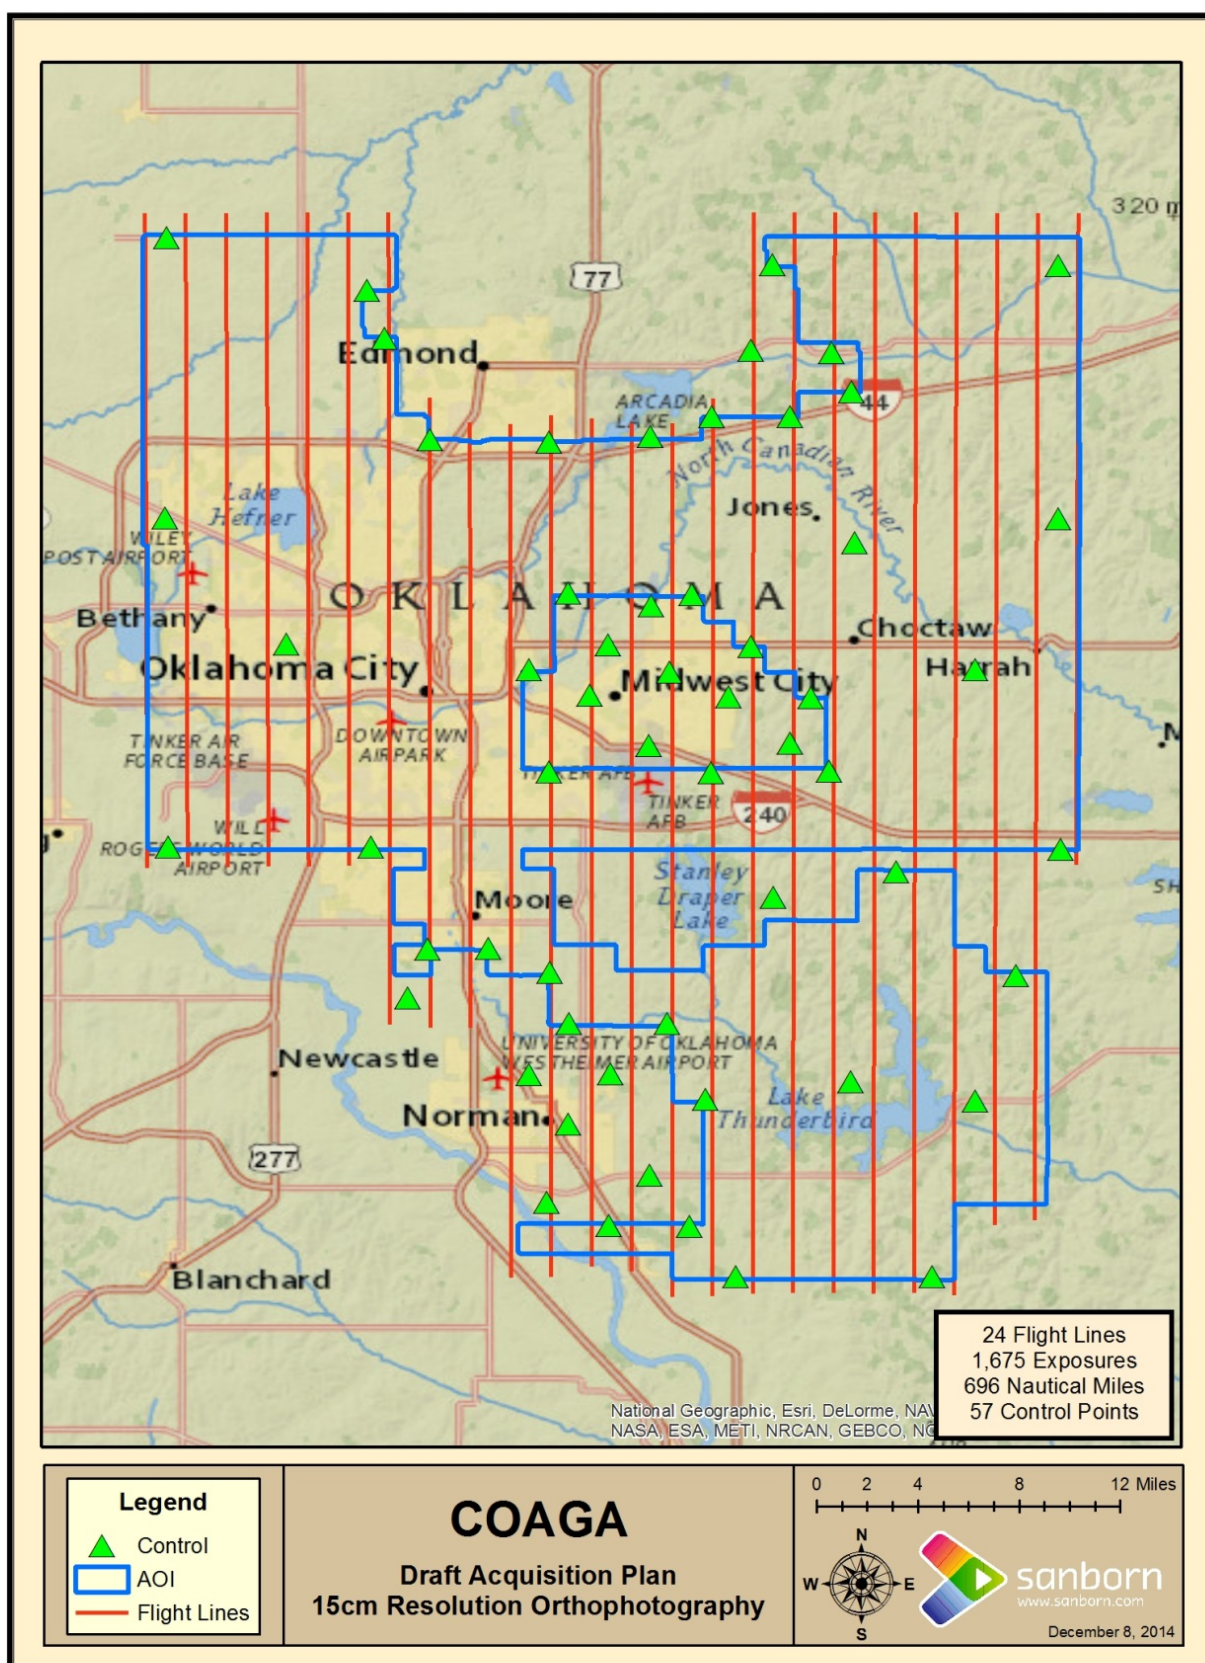 320 m
77
Edmond
ARCADIA
LAKE
44
North Canadian River
Lake
Hefner
Jones
WILEY
POST AIRPORT
OKLAHOMA
Bethany
Choctaw
Oklahoma City
Harrah
Midwest City
TINKER AIR
FORCE BASE
DOWNTOWN
AIRPARK
TINKER AFB
TINKER
AFB
240
WILL
ROGERS WORLD
AIRPORT
Stanley
Draper
Lake
SH
Moore
UNIVERSITY OF OKLAHOMA
WESTHEIMER AIRPORT
Newcastle
Lake
Thunderbird
Norman
277
Blanchard
24 Flight Lines
1,675 Exposures
696 Nautical Miles
57 Control Points
National Geographic, Esri, DeLorme, NAV
NASA, ESA, METI, NRCAN, GEBCO, NO
Legend
Control
AOI
Flight Lines
COAGA
Draft Acquisition Plan
15cm Resolution Orthophotography
0 2 4 8 12 Miles
N
W E
S
sanborn
www.sanborn.com
December 8, 2014